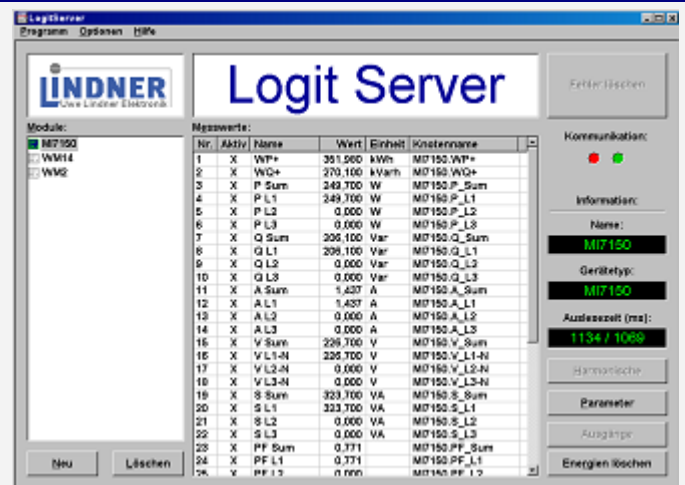 LogitServer
Programm Optionen Hilfe
LINDNER
Uwe Lindner Elektronik
Logit Server
Fehler löschen
Module:
MI7150
WM14
WM2
Messwerte:
Nr. Aktiv Name Wert Einheit Knotenname
1 X WP+ 361,980 kWh MI7150.WP+
2 X WQ+ 270,100 kVarh MI7150.WQ+
3 X P Sum 249,700 W MI7150.P_Sum
4 X P L1 249,700 W MI7150.P_L1
5 X P L2 0,000 W MI7150.P_L2
6 X P L3 0,000 W MI7150.P_L3
7 X Q Sum 206,100 Var MI7150.Q_Sum
8 X Q L1 206,100 Var MI7150.Q_L1
9 X Q L2 0,000 Var MI7150.Q_L2
10 X Q L3 0,000 Var MI7150.Q_L3
11 X A Sum 1,437 A MI7150.A_Sum
12 X A L1 1,437 A MI7150.A_L1
13 X A L2 0,000 A MI7150.A_L2
14 X A L3 0,000 A MI7150.A_L3
15 X V Sum 226,700 V MI7150.V_Sum
16 X V L1-N 226,700 V MI7150.V_L1-N
17 X V L2-N 0,000 V MI7150.V_L2-N
18 X V L3-N 0,000 V MI7150.V_L3-N
19 X S Sum 323,700 VA MI7150.S_Sum
20 X S L1 323,700 VA MI7150.S_L1
21 X S L2 0,000 VA MI7150.S_L2
22 X S L3 0,000 VA MI7150.S_L3
23 X PF Sum 0,771 MI7150.PF_Sum
24 X PF L1 0,771 MI7150.PF_L1
25 X PF L2 0,000 MI7150.PF_L2
Neu
Löschen
Kommunikation:
Information:
Name:
MI7150
Gerätetyp:
MI7150
Auslesezeit (ms):
1134 / 1069
Harmonische
Parameter
Ausgänge
Energien löschen